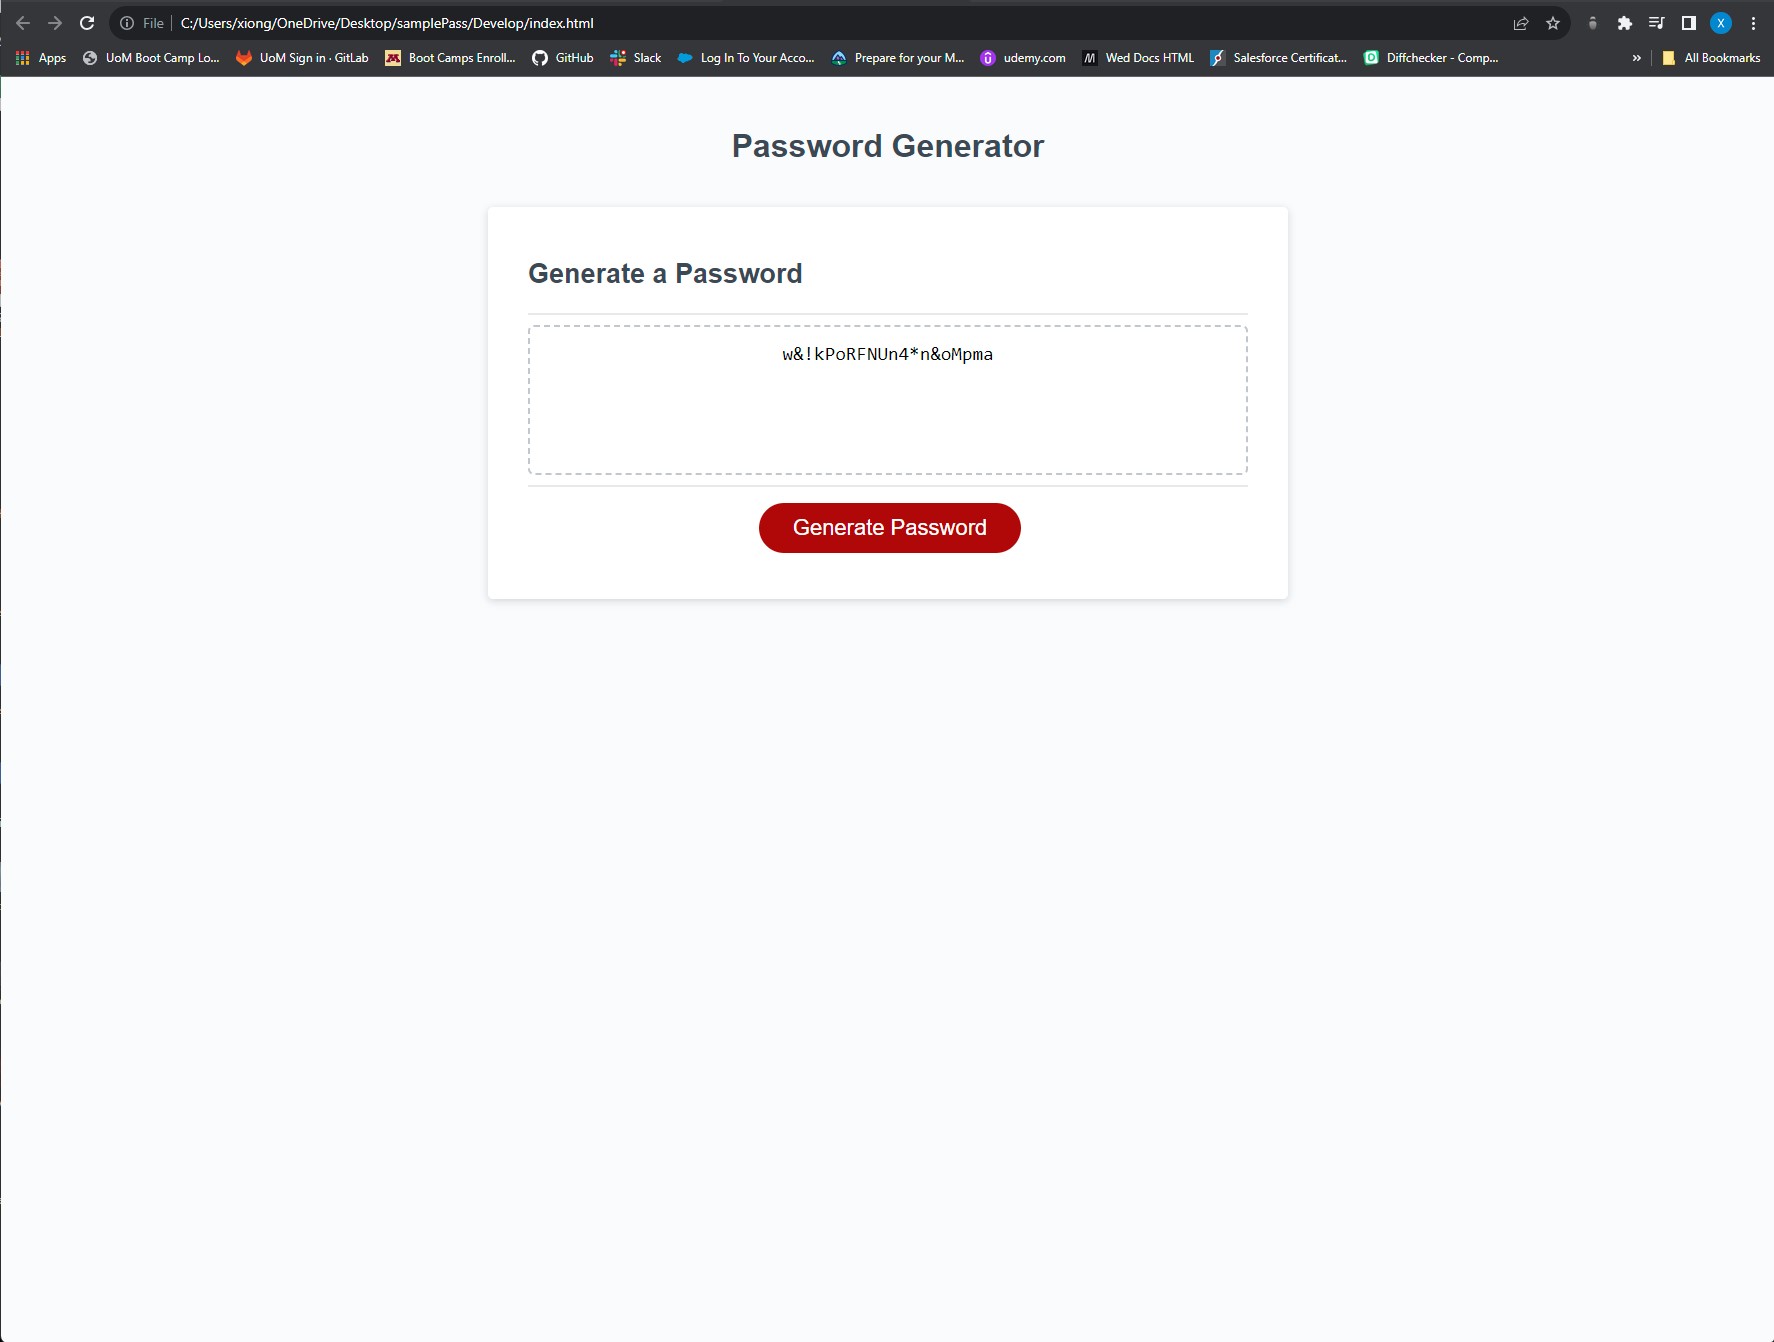 File C:/Users/xiong/OneDrive/Desktop/samplePass/Develop/index.html X
Apps UoM Boot Camp Lo... UoM Sign in · GitLab M Boot Camps Enroll... GitHub Slack Log In To Your Acco... Prepare for your M... udemy.com Wed Docs HTML Salesforce Certificat... Diffchecker - Comp... » All Bookmarks
Password Generator
Generate a Password
w&!kPoRFNUn4*n&oMpma
Generate Password